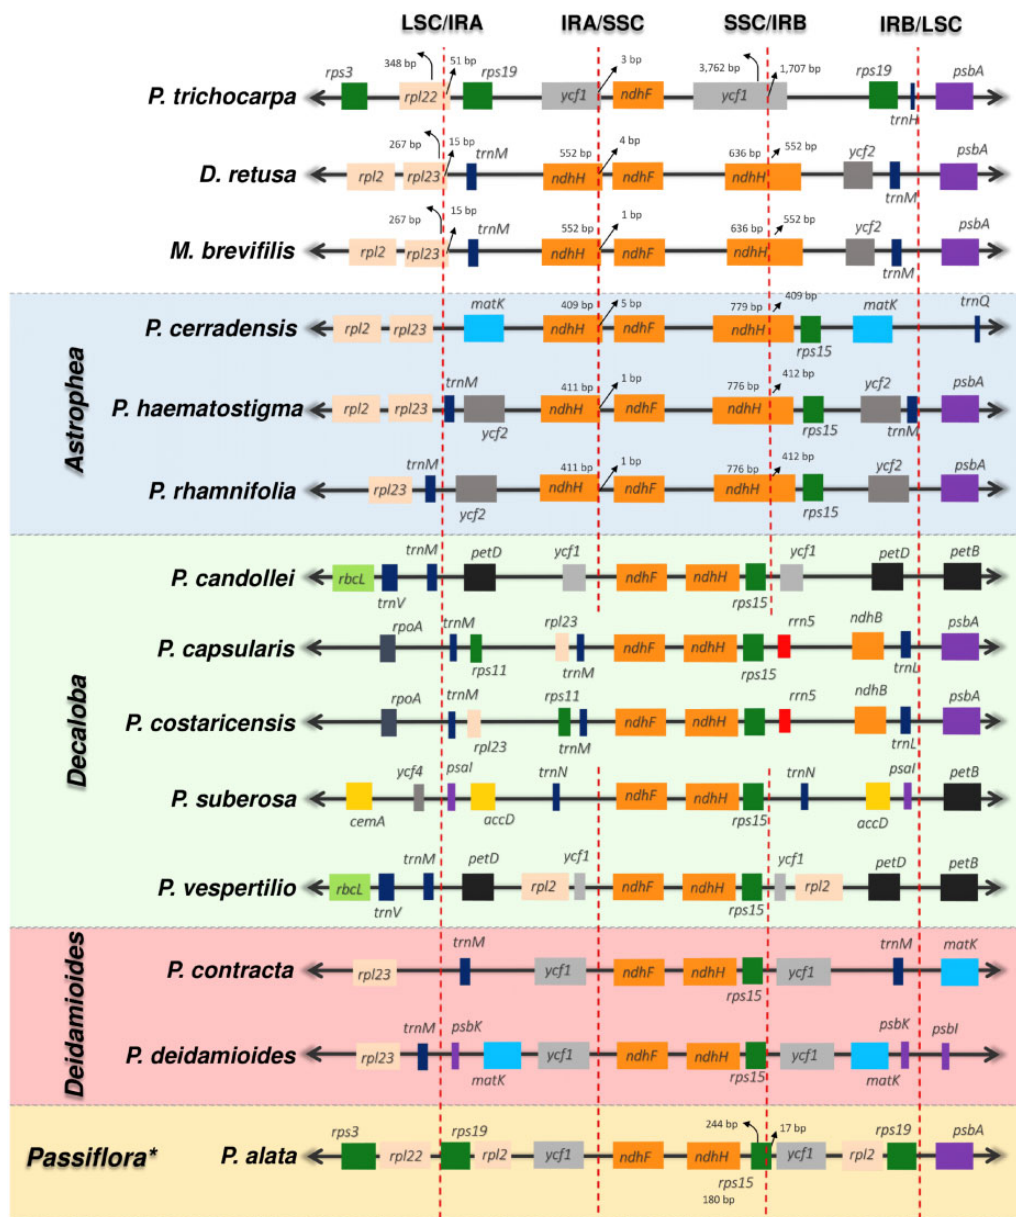 LSC/IRA IRA/SSC SSC/IRB IRB/LSC
348 bp 51 bp 3 bp 3,762 bp 1,707 bp
rps3 rps19 rps19 psbA
P. trichocarpa rpl22 ycf1 ndhF ycf1
trnH
267 bp 15 bp trnM 552 bp 4 bp 636 bp 552 bp ycf2 psbA
D. retusa rpl2 rpl23 ndhH ndhF ndhH
trnM
267 bp 15 bp trnM 552 bp 1 bp 636 bp 552 bp ycf2 psbA
M. brevifilis rpl2 rpl23 ndhH ndhF ndhH
trnM
Astrophea
matK 409 bp 5 bp 779 bp 409 bp matK trnQ
P. cerradensis rpl2 rpl23 ndhH ndhF ndhH
rps15
trnM 411 bp 1 bp 776 bp 412 bp ycf2 psbA
P. haematostigma rpl2 rpl23 ndhH ndhF ndhH
ycf2 rps15 trnM
trnM 411 bp 1 bp 776 bp 412 bp ycf2 psbA
P. rhamnifolia rpl23 ndhH ndhF ndhH
ycf2 rps15
Decaloba
trnM petD ycf1 ycf1 petD petB
P. candollei rbcL ndhF ndhH
trnV rps15
rpoA trnM rpl23 rrn5 ndhB psbA
P. capsularis ndhF ndhH
rps11 trnM rps15 trnL
rpoA trnM rps11 rrn5 ndhB psbA
P. costaricensis ndhF ndhH
rpl23 trnM rps15 trnL
ycf4 psaI trnN trnN psaI petB
P. suberosa ndhF ndhH
cemA accD rps15 accD
trnM petD ycf1 ycf1 petD petB
P. vespertilio rbcL rpl2 ndhF ndhH rpl2
trnV rps15
Deidamioides
trnM trnM matK
P. contracta rpl23 ycf1 ndhF ndhH ycf1
rps15
trnM psbK psbK psbI
P. deidamioides rpl23 ycf1 ndhF ndhH ycf1
matK rps15 matK
244 bp 17 bp
rps3 rps19 rps19 psbA
Passiflora* P. alata rpl22 rpl2 ycf1 ndhF ndhH ycf1 rpl2
rps15
180 bp